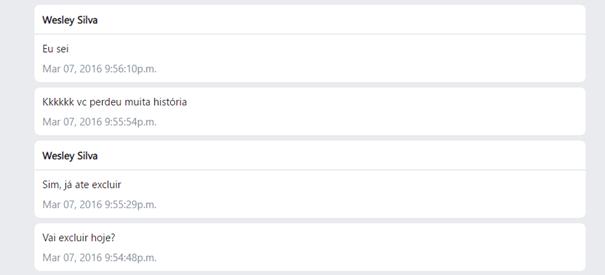 Wesley Silva
Eu sei
Mar 07, 2016 9:56:10p.m.
Kkkkkk vc perdeu muita história
Mar 07, 2016 9:55:54p.m.
Wesley Silva
Sim, já ate excluir
Mar 07, 2016 9:55:29p.m.
Vai excluir hoje?
Mar 07, 2016 9:54:48p.m.